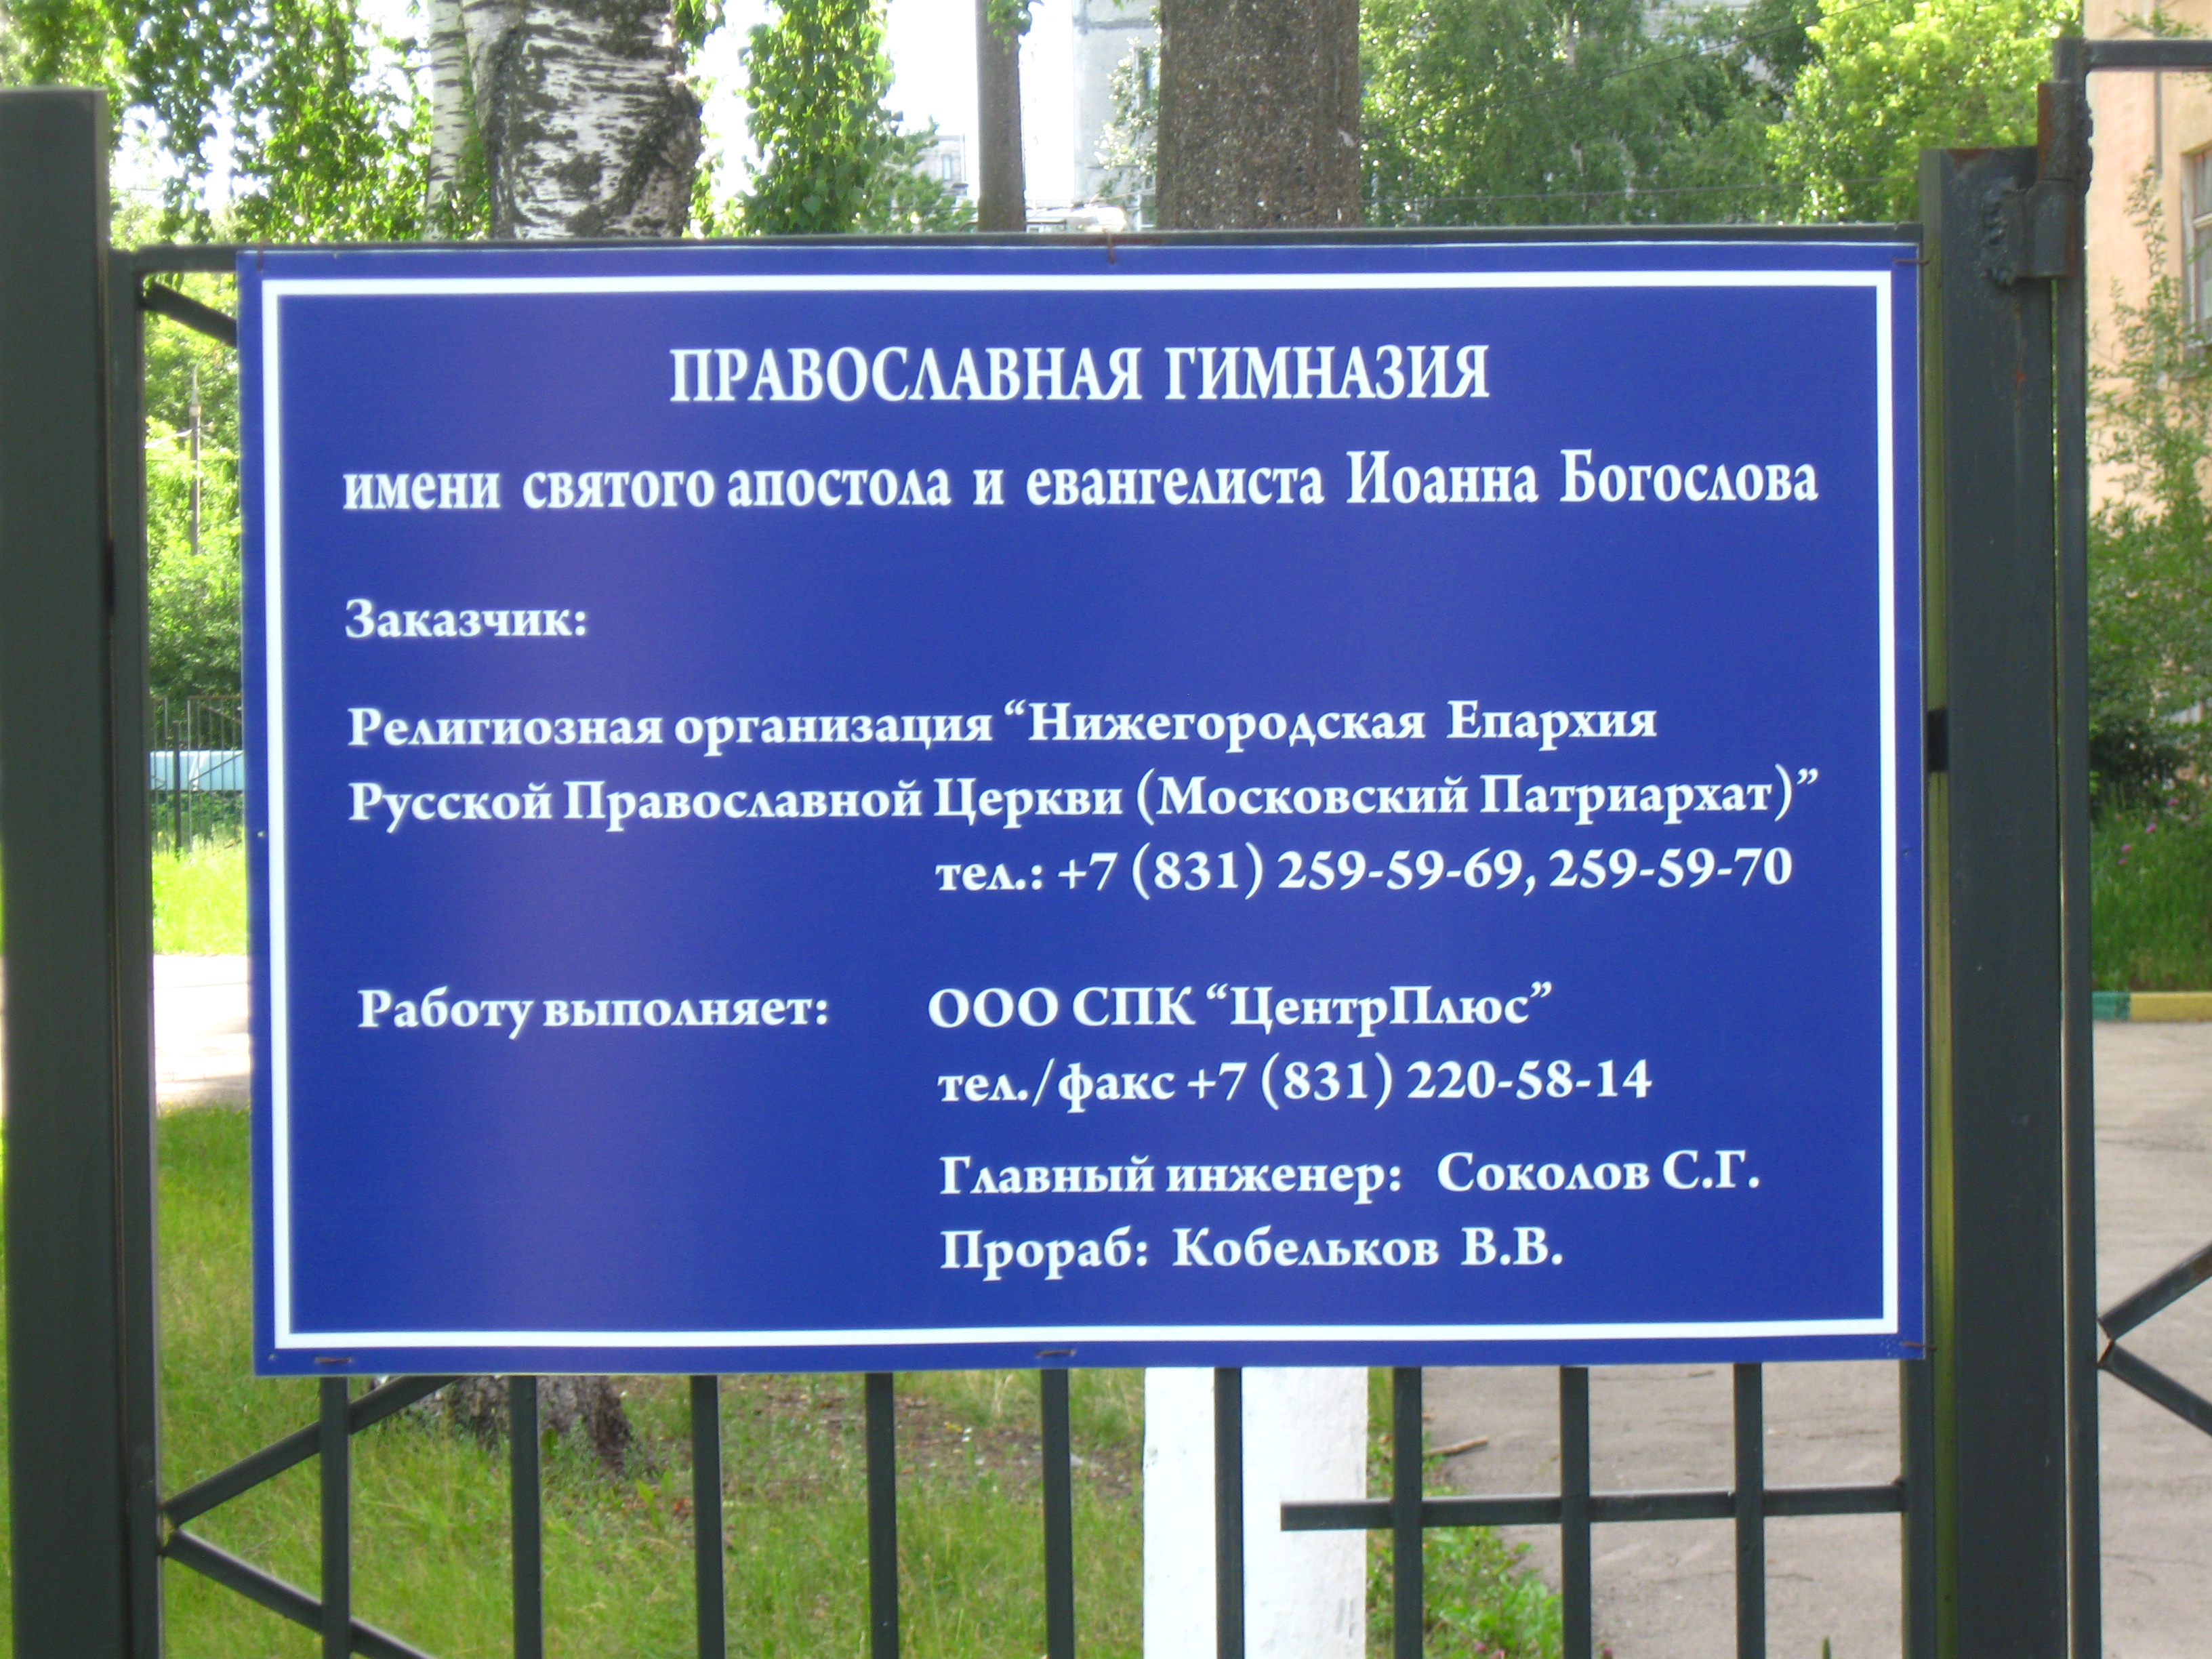 ПРАВОСЛАВНАЯ ГИМНАЗИЯ
имени святого апостола и евангелиста Иоанна Богослова
Заказчик:
Религиозная организация “Нижегородская Епархия
Русской Православной Церкви (Московский Патриархат)”
тел.: +7 (831) 259-59-69, 259-59-70
Работу выполняет: ООО СПК “ЦентрПлюс”
тел./факс +7 (831) 220-58-14
Главный инженер: Соколов С.Г.
Прораб: Кобельков В.В.